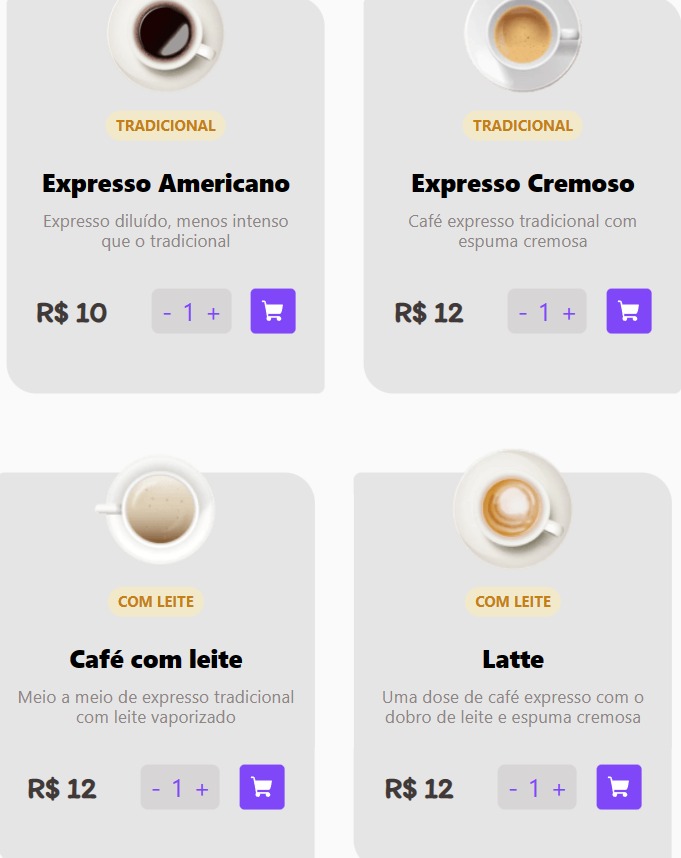 TRADICIONAL
Expresso Americano
Expresso diluído, menos intenso
que o tradicional
R$ 10
- 1 +
TRADICIONAL
Expresso Cremoso
Café expresso tradicional com
espuma cremosa
R$ 12
- 1 +
COM LEITE
Café com leite
Meio a meio de expresso tradicional
com leite vaporizado
R$ 12
- 1 +
COM LEITE
Latte
Uma dose de café expresso com o
dobro de leite e espuma cremosa
R$ 12
- 1 +